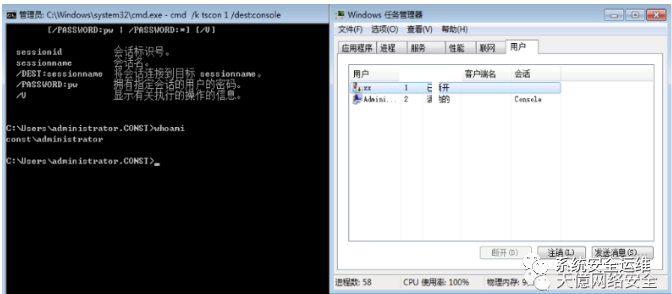 管理员: C:\Windows\system32\cmd.exe - cmd /k tscon 1 /dest:console
[/PASSWORD:pw | /PASSWORD:*] [/V]
sessionid 会话标识号。
sessionname 会话名。
/DEST:sessionname 将会话连接到目标 sessionname。
/PASSWORD:pw 拥有指定会话的用户的密码。
/V 显示有关执行的操作的信息。
C:\Users\administrator.CONST>whoami
const\administrator
C:\Users\administrator.CONST>_
Windows 任务管理器
文件(F) 选项(O) 查看(V) 帮助(H)
应用程序 进程 服务 性能 联网 用户
用户 客户端名 会话
xx 1 已 开
Admini... 2 的 Console
断开(D) 注销(L) 发送消息(S)...
进程数: 58 CPU 使用率: 100% 物理内存:
系统安全运维
天億网络安全